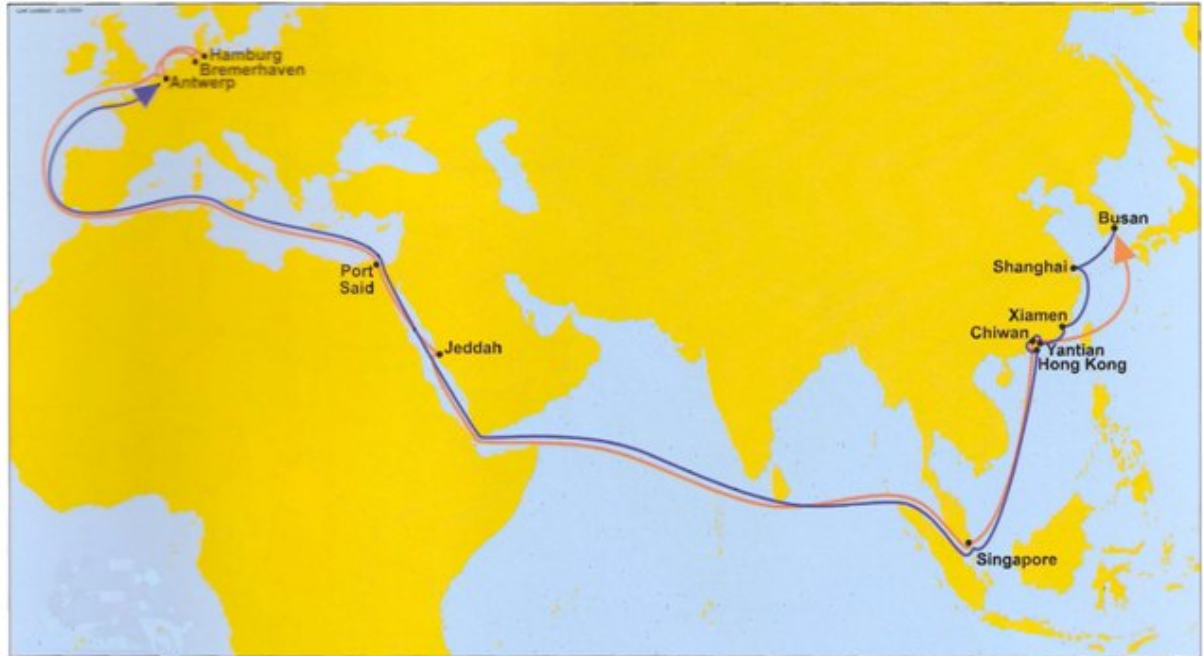 Hamburg
Bremerhaven
Antwerp
Busan
Shanghai
Xiamen
Chiwan
Yantian
Hong Kong
Port
Said
Jeddah
Singapore